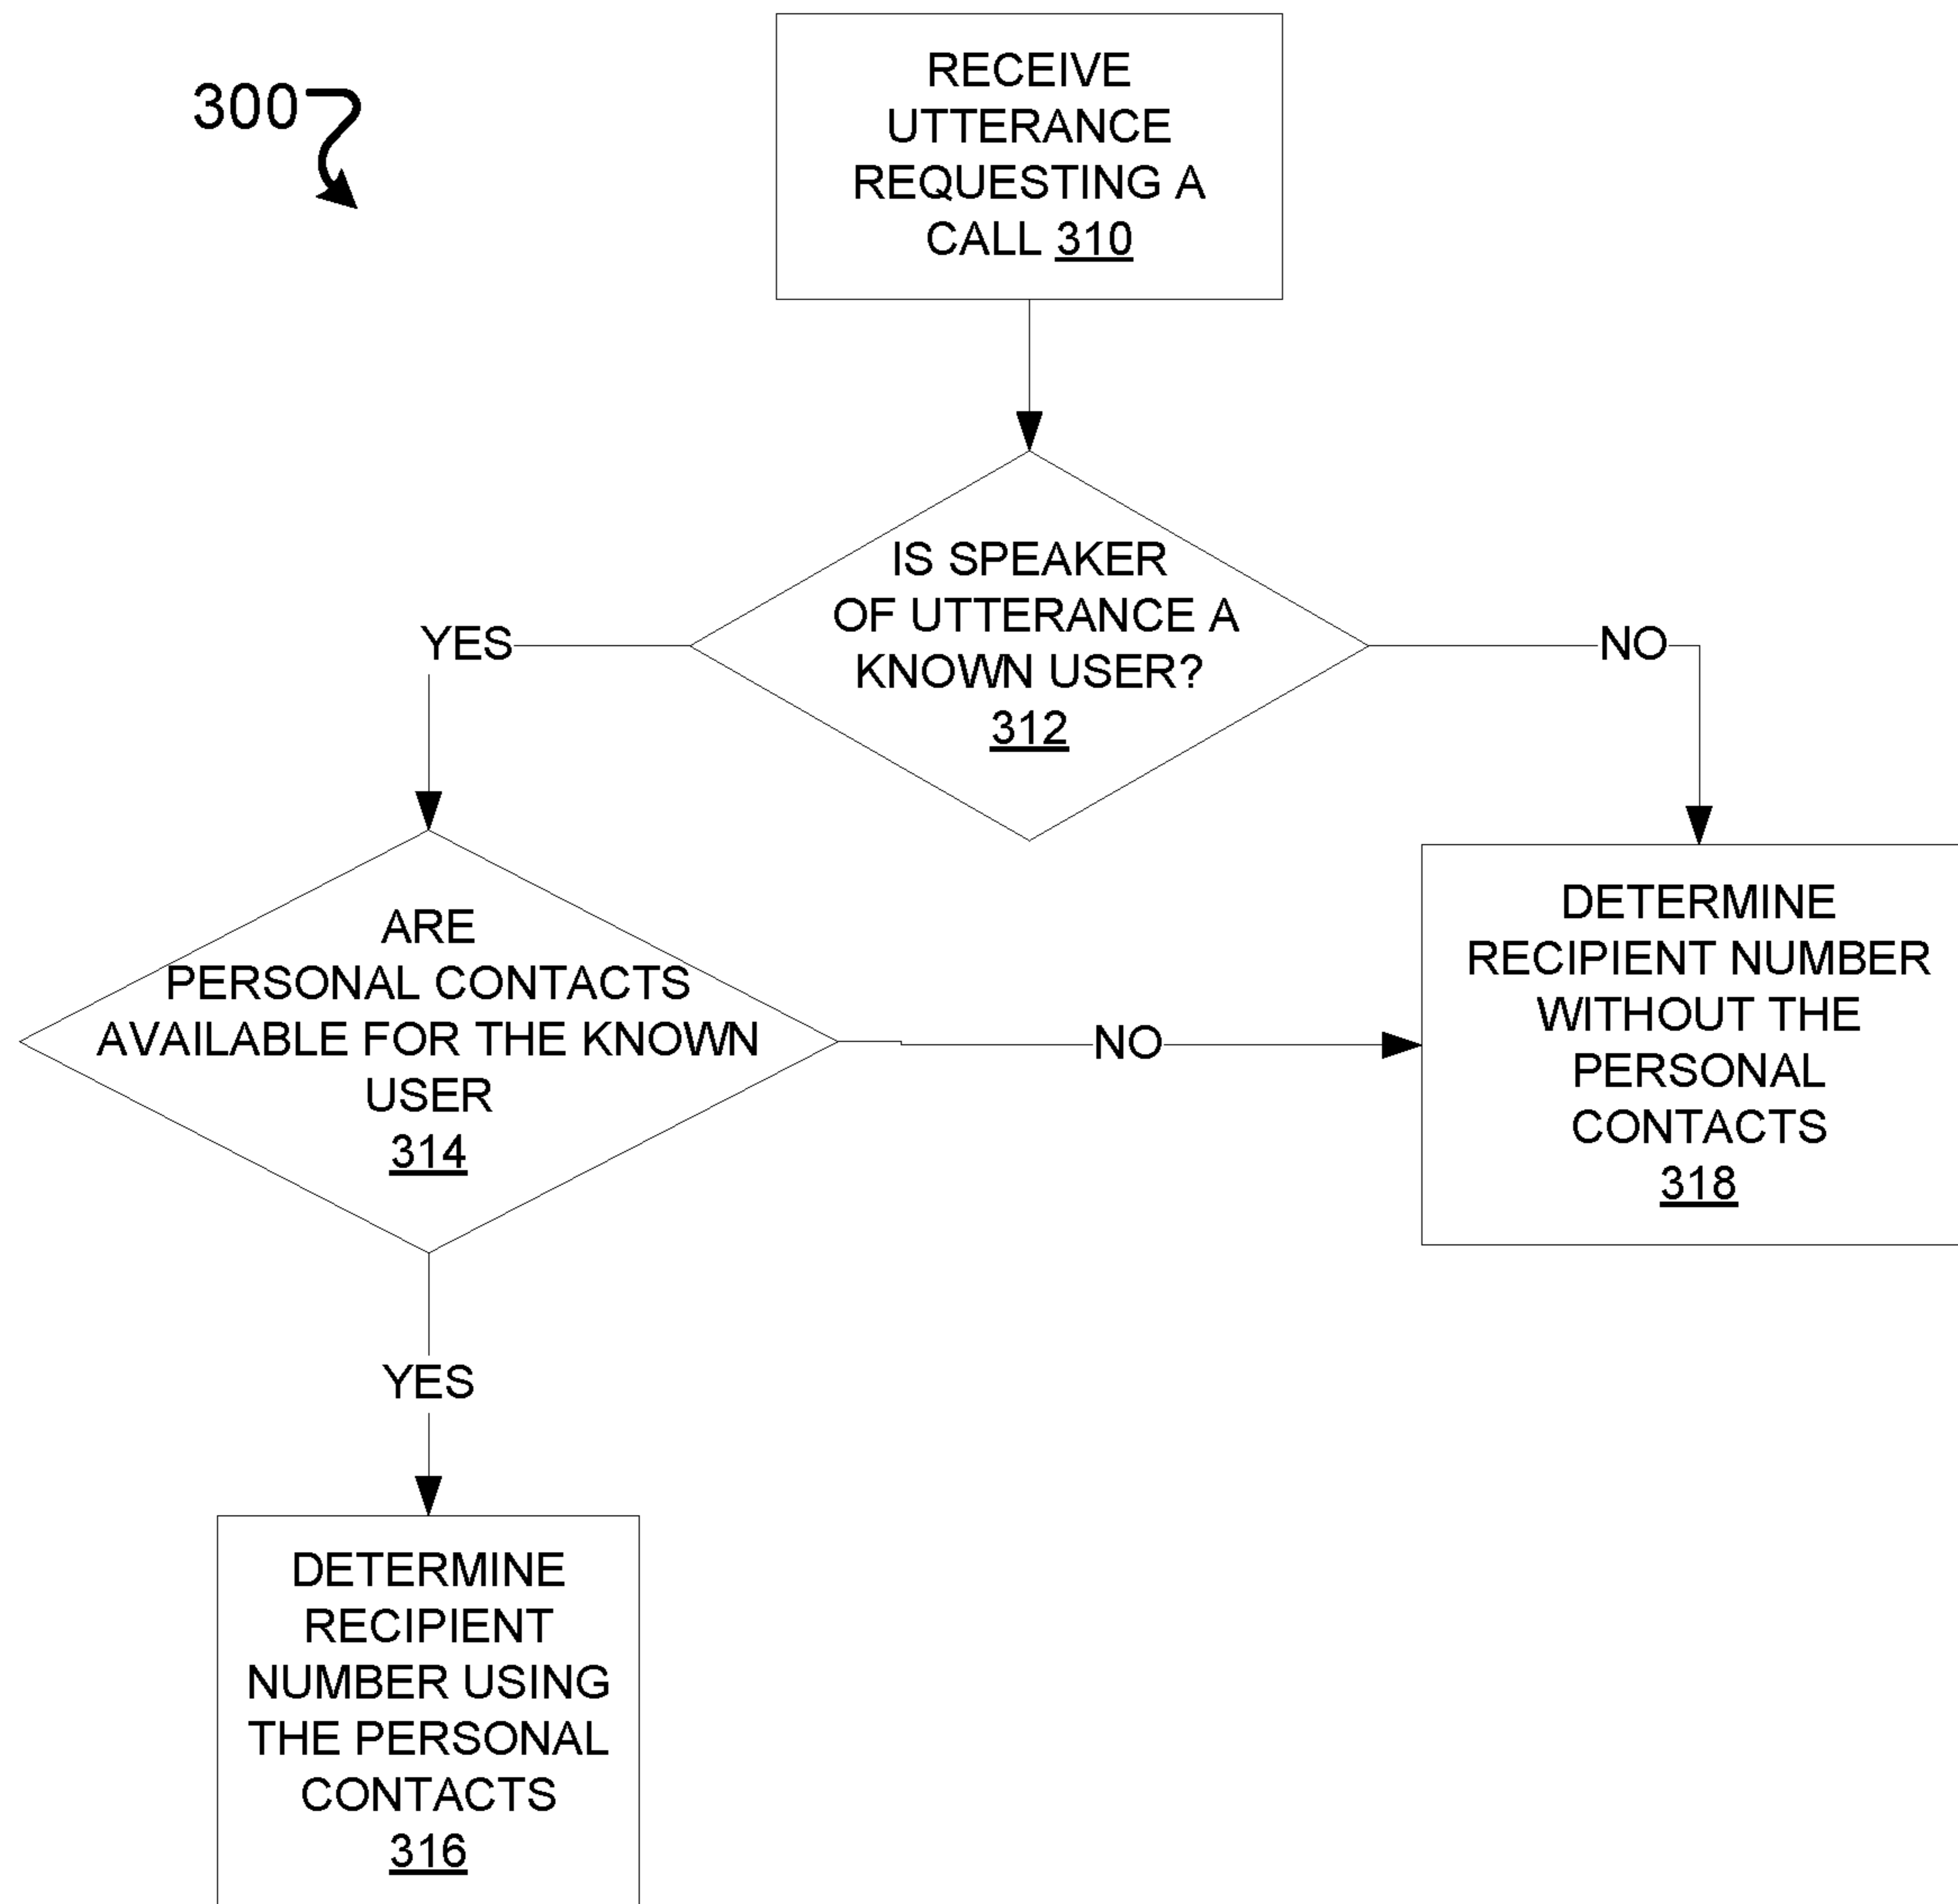 300
RECEIVE
UTTERANCE
REQUESTING A
CALL 310
IS SPEAKER
OF UTTERANCE A
KNOWN USER?
312
YES
NO
ARE
PERSONAL CONTACTS
AVAILABLE FOR THE KNOWN
USER
314
NO
DETERMINE
RECIPIENT NUMBER
WITHOUT THE
PERSONAL
CONTACTS
318
YES
DETERMINE
RECIPIENT
NUMBER USING
THE PERSONAL
CONTACTS
316